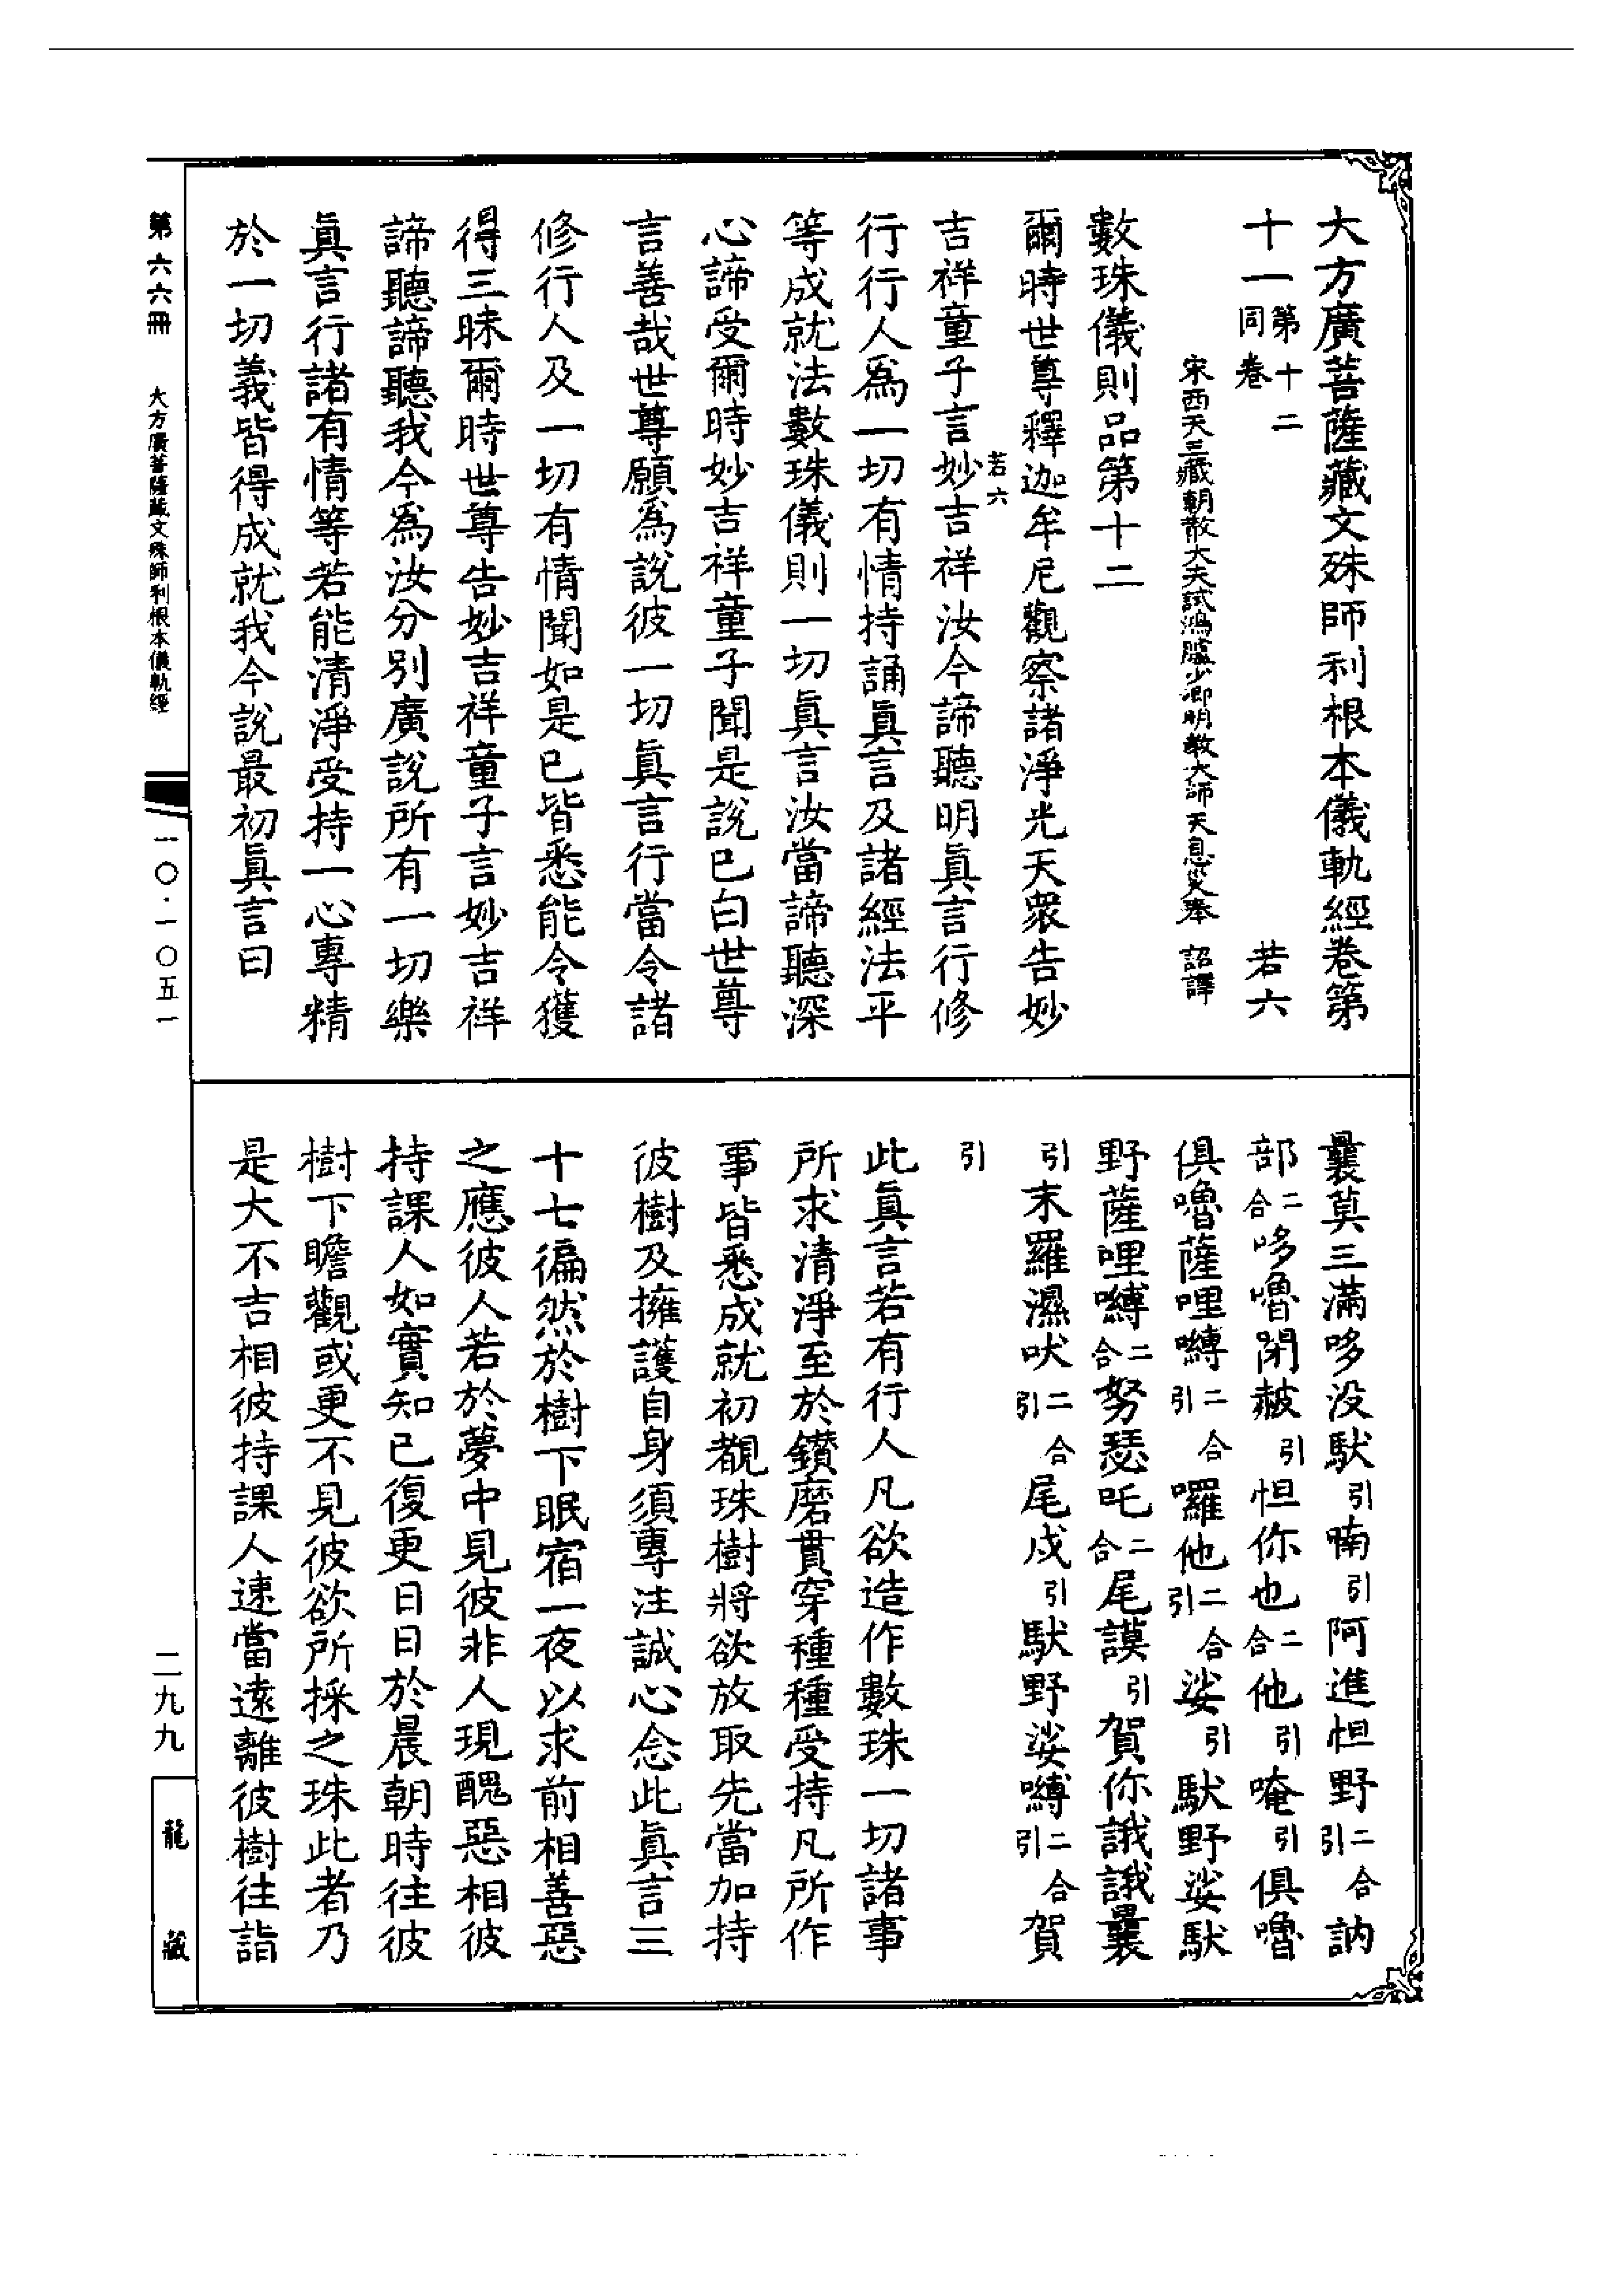 大方廣菩薩藏文殊師利根本儀軌經卷第
十一第十二同卷　若六
宋西天三藏朝散大夫試鴻臚少卿明教大師天息災奉　詔譯
數珠儀則品第十二
爾時世尊釋迦牟尼觀察諸淨光天衆告妙
若六
吉祥童子言妙吉祥汝今諦聽明眞言行修
行行人爲一切有情持誦眞言及諸經法平
等成就法數珠儀則一切眞言汝當諦聽深
心諦受爾時妙吉祥童子聞是說已白世尊
言善哉世尊願爲說彼一切眞言行當令諸
修行人及一切有情聞如是已皆悉能令獲
得三昧爾時世尊告妙吉祥童子言妙吉祥
諦聽諦聽我今爲汝分別廣說所有一切樂
眞言行諸有情等若能清淨受持一心專精
於一切義皆得成就我今說最初眞言曰
曩莫三滿哆没馱引喃引阿進怛野二合引訥
部二合哆嚕閉皷引怛你也二合他引唵引俱嚕
俱嚕薩哩嚩二合引囉他二合引娑引馱野娑馱
野薩哩嚩二合努瑟吒二合尾謨引賀你誐誐曩
引末羅濕吠二合引尾戍引馱野娑嚩二合引賀
引
此眞言若有行人凡欲造作數珠一切諸事
所求清淨至於鑚磨貫穿種種受持凡所作
事皆悉成就初覩珠樹將欲放取先當加持
彼樹及擁護自身須專注誠心念此眞言三
十七徧然於樹下眠宿一夜以求前相善惡
之應彼人若於夢中見彼非人現醜惡相彼
持課人如實知已復更日日於晨朝時往彼
樹下瞻觀或更不見彼欲所採之珠此者乃
是大不吉相彼持課人速當遠離彼樹往詣
第六六冊　大方廣菩薩藏文殊師利根本儀軌經
一〇·一〇五一
二九九
龍藏